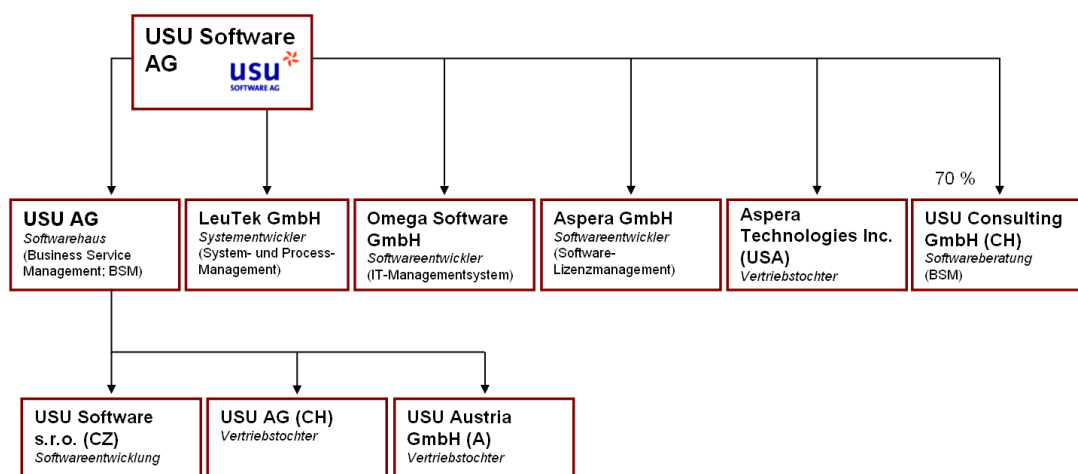 USU Software
AG
usu
SOFTWARE AG
70 %
USU AG
Softwarehaus
(Business Service
Management; BSM)
LeuTek GmbH
Systementwickler
(System- und Process-
Management)
Omega Software
GmbH
Softwareentwickler
(IT-Managementsystem)
Aspera GmbH
Softwareentwickler
(Software-
Lizenzmanagement)
Aspera
Technologies Inc.
(USA)
Vertriebstochter
USU Consulting
GmbH (CH)
Softwareberatung
(BSM)
USU Software
s.r.o. (CZ)
Softwareentwicklung
USU AG (CH)
Vertriebstochter
USU Austria
GmbH (A)
Vertriebstochter